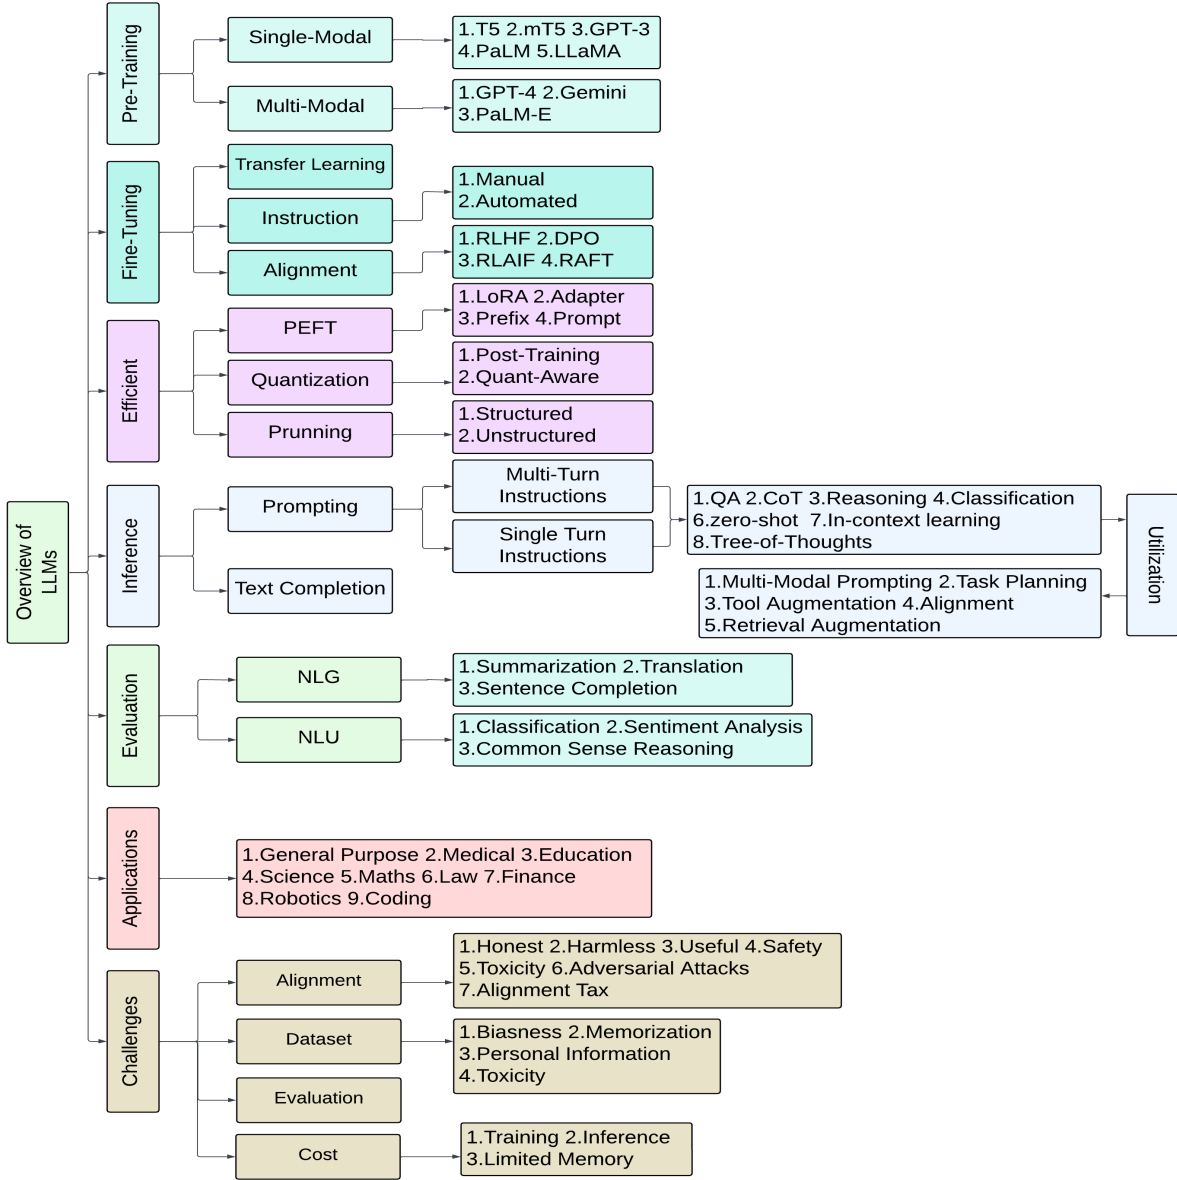 Overview of
LLMs
Pre-Training
Single-Modal
1.T5 2.mT5 3.GPT-3
4.PaLM 5.LLaMA
Multi-Modal
1.GPT-4 2.Gemini
3.PaLM-E
Fine-Tuning
Transfer Learning
Instruction
1.Manual
2.Automated
Alignment
1.RLHF 2.DPO
3.RLAIF 4.RAFT
Efficient
PEFT
1.LoRA 2.Adapter
3.Prefix 4.Prompt
Quantization
1.Post-Training
2.Quant-Aware
Prunning
1.Structured
2.Unstructured
Inference
Prompting
Multi-Turn
Instructions
Single Turn
Instructions
1.QA 2.CoT 3.Reasoning 4.Classification
6.zero-shot 7.In-context learning
8.Tree-of-Thoughts
Utilization
1.Multi-Modal Prompting 2.Task Planning
3.Tool Augmentation 4.Alignment
5.Retrieval Augmentation
Text Completion
Evaluation
NLG
1.Summarization 2.Translation
3.Sentence Completion
NLU
1.Classification 2.Sentiment Analysis
3.Common Sense Reasoning
Applications
1.General Purpose 2.Medical 3.Education
4.Science 5.Maths 6.Law 7.Finance
8.Robotics 9.Coding
Challenges
Alignment
1.Honest 2.Harmless 3.Useful 4.Safety
5.Toxicity 6.Adversarial Attacks
7.Alignment Tax
Dataset
1.Biasness 2.Memorization
3.Personal Information
4.Toxicity
Evaluation
Cost
1.Training 2.Inference
3.Limited Memory